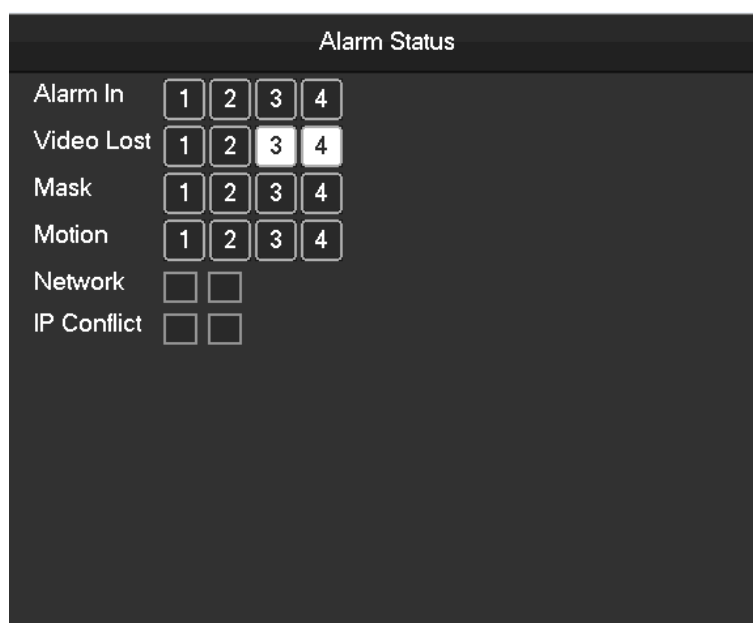 Alarm Status
Alarm In 1 2 3 4
Video Lost 1 2 3 4
Mask 1 2 3 4
Motion 1 2 3 4
Network
IP Conflict